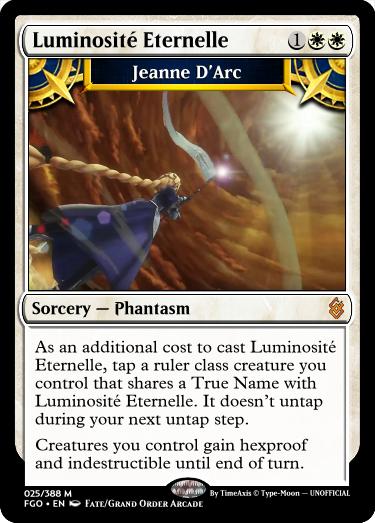 Luminosité Eternelle 1
Jeanne D'Arc
Sorcery — Phantasm
As an additional cost to cast Luminosité
Eternelle, tap a ruler class creature you
control that shares a True Name with
Luminosité Eternelle. It doesn't untap
during your next untap step.
Creatures you control gain hexproof
and indestructible until end of turn.
025/388 M
FGO • EN Fate/Grand Order Arcade
By TimeAxis © Type-Moon — UNOFFICIAL